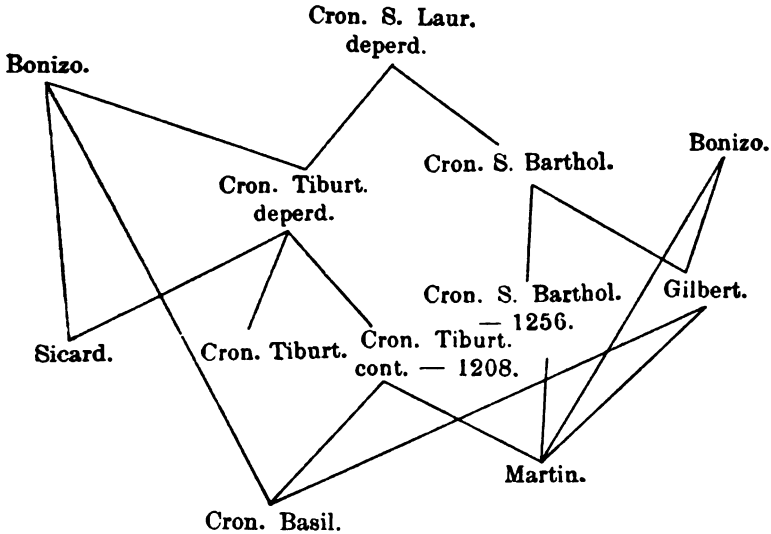 Cron. S. Laur.
deperd.
Bonizo.
Bonizo.
Cron. S. Barthol.
Cron. Tiburt.
deperd.
Cron. S. Barthol.
— 1256.
Gilbert.
Sicard.
Cron. Tiburt.
Cron. Tiburt.
cont. — 1208.
Martin.
Cron. Basil.